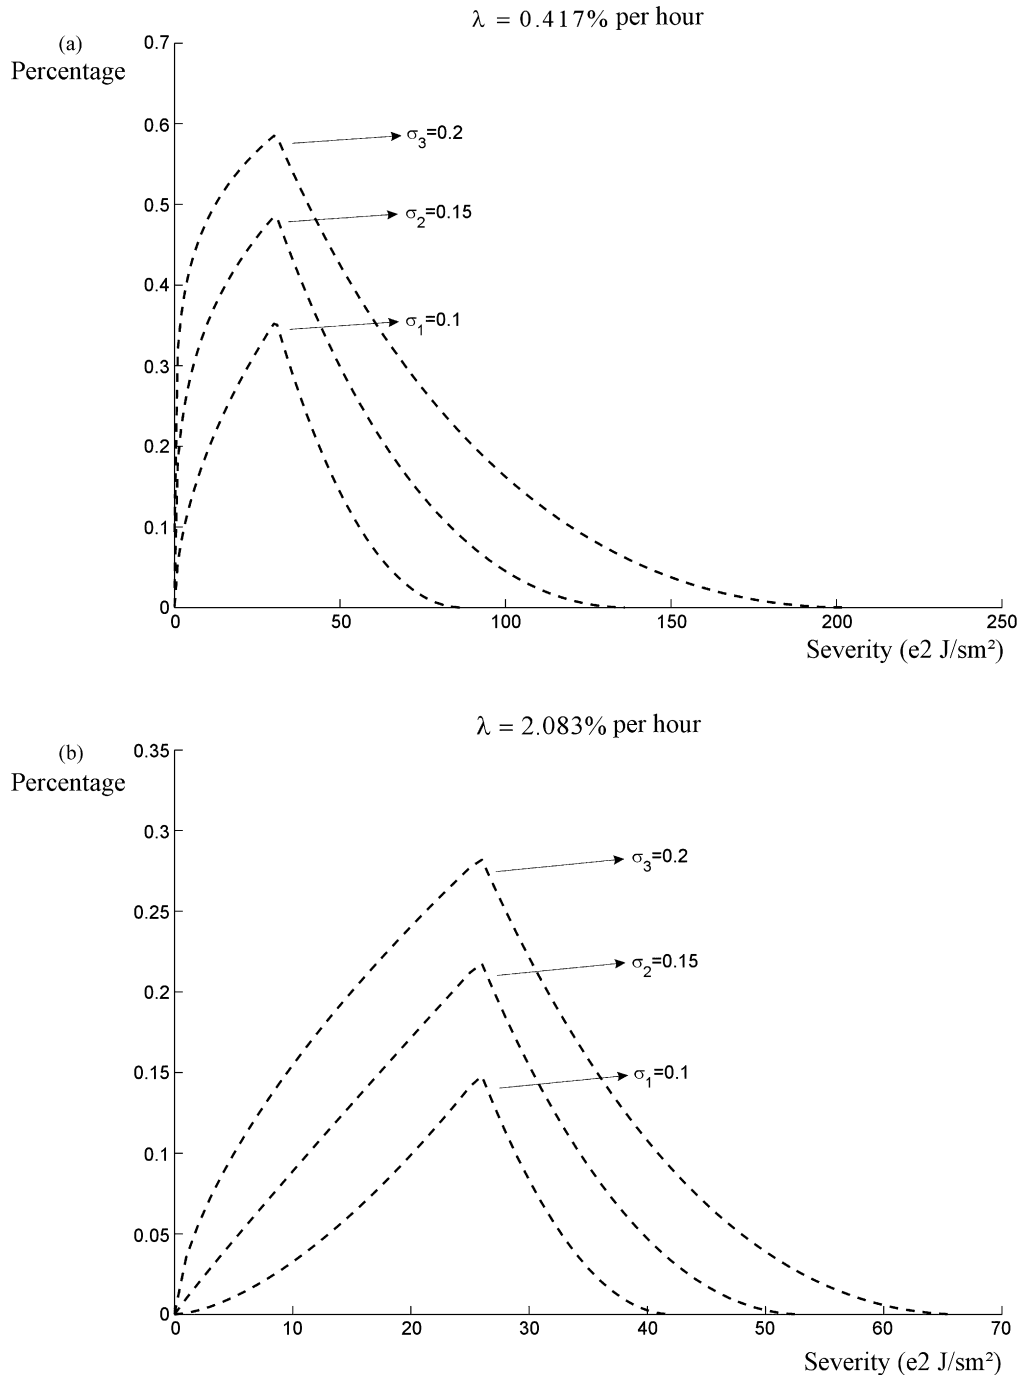 λ = 0.417% per hour
(a)
Percentage
0.7
0.6
σ3=0.2
0.5
σ2=0.15
0.4
σ1=0.1
0.3
0.2
0.1
0
0 50 100 150 200 250
Severity (e2 J/sm²)
λ = 2.083% per hour
(b)
Percentage
0.35
0.3
σ3=0.2
0.25
σ2=0.15
0.2
0.15
σ1=0.1
0.1
0.05
0
0 10 20 30 40 50 60 70
Severity (e2 J/sm²)